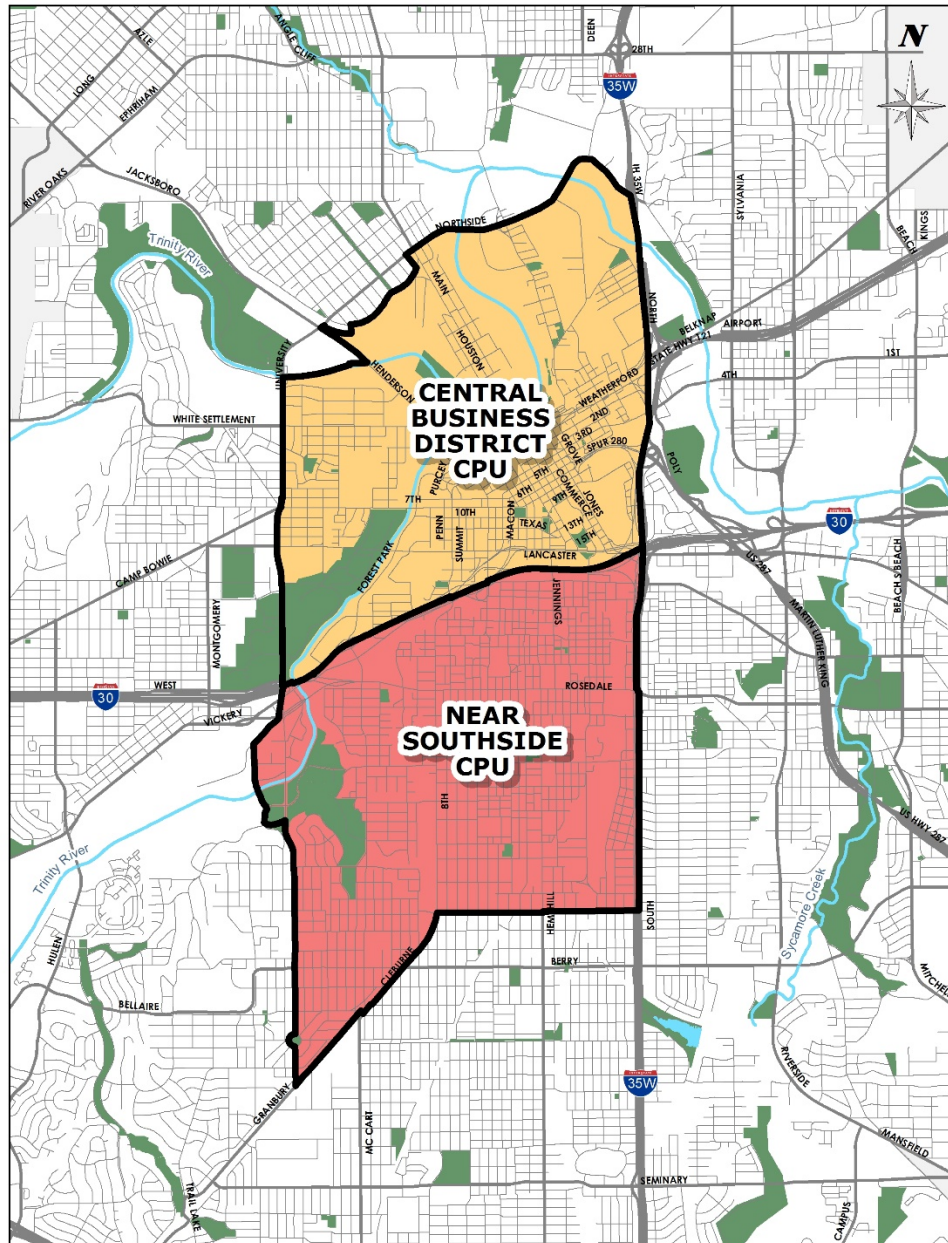 ANGLE
CLIFF
DEEN
28TH
N
AZLE
LONG
EPHRIHAM
INTERSTATE
35W
RIVER OAKS
JACKSBORO
IH 35W
SYLVANIA
BEACH
KINGS
NORTHSIDE
Trinity River
MAIN
HOUSTON
NORTH
BELKNAP
AIRPORT
STATE HWY 121
1ST
4TH
UNIVERSITY
HENDERSON
WEATHERFORD
WHITE SETTLEMENT
CENTRAL
BUSINESS
DISTRICT
CPU
2ND
3RD
GROVE
SPUR 280
POLY
PURCEY
5TH
6TH
7TH
9TH
COMMERCE
JONES
10TH
PENN
SUMMIT
MACON
TEXAS
13TH
15TH
30
LANCASTER
FOREST PARK
CAMP BOWIE
US-287
BEACH S BEACH
MONTGOMERY
JENNINGS
MARTIN LUTHER KING
WEST
30
VICKERY
ROSEDALE
NEAR
SOUTHSIDE
CPU
8TH
US HWY 287
Trinity River
HEMPHILL
SOUTH
Sycamore Creek
HULEN
CLEBURNE
BERRY
MITCHELL
BELLAIRE
RIVERSIDE
INTERSTATE
35W
GRANBURY
MC CART
MANSFIELD
SEMINARY
TRAIL LAKE
CAMPUS